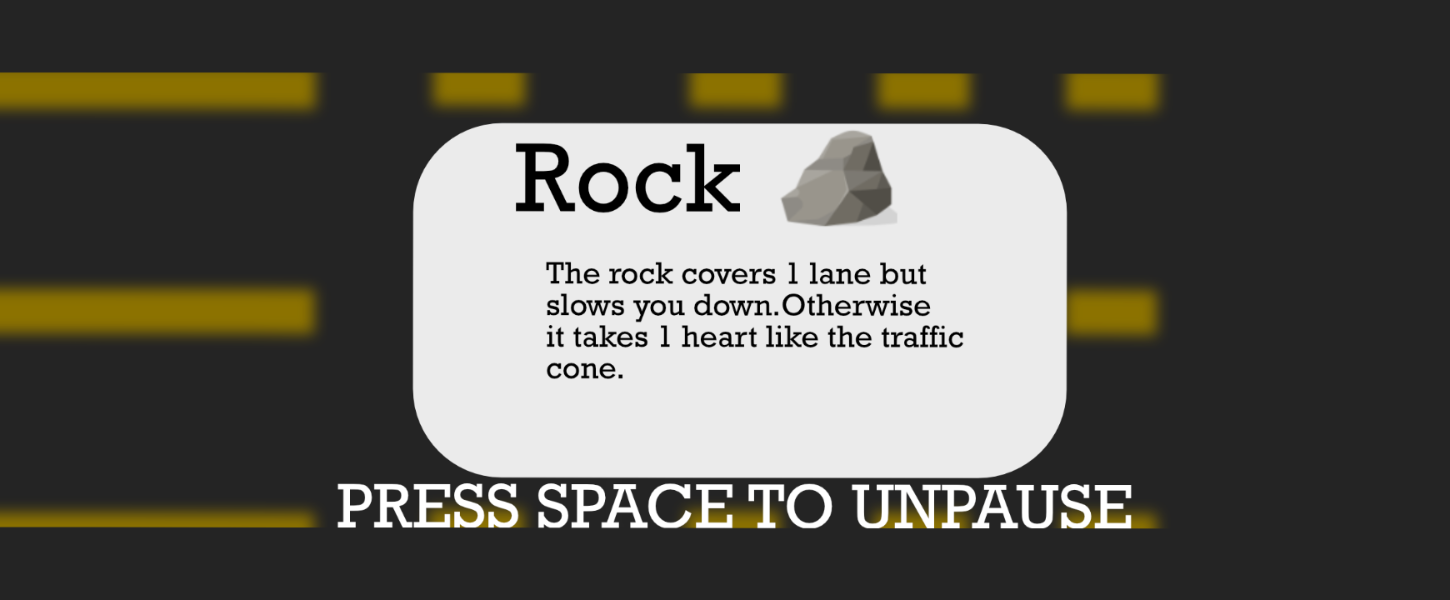 Rock
The rock covers 1 lane but
slows you down.Otherwise
it takes 1 heart like the traffic
cone.
PRESS SPACE TO UNPAUSE